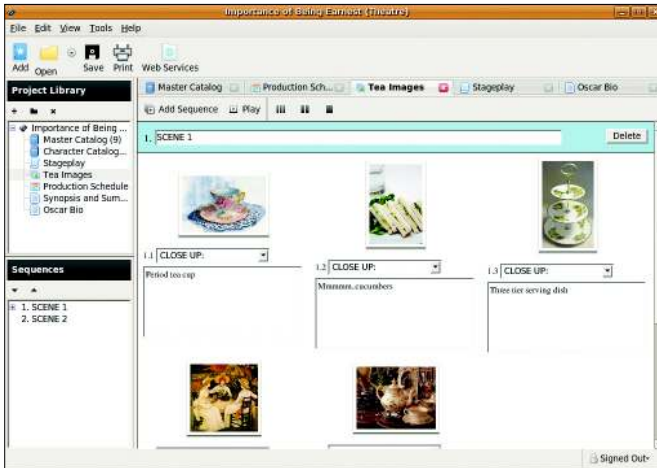 Importance of Being Earnest (Theatre)
File Edit View Tools Help
Add Open Save Print Web Services
Project Library
Importance of Being ...
Master Catalog (9)
Character Catalog...
Stageplay
Tea Images
Production Schedule
Synopsis and Sum...
Oscar Bio
Sequences
1. SCENE 1
2. SCENE 2
Master Catalog Production Sch... Tea Images Stageplay Oscar Bio
Add Sequence Play
1. SCENE 1 Delete
1.1 CLOSE UP:
Period tea cup
1.2 CLOSE UP:
Mmmmm, cucumbers
1.3 CLOSE UP:
Three tier serving dish
Signed Out